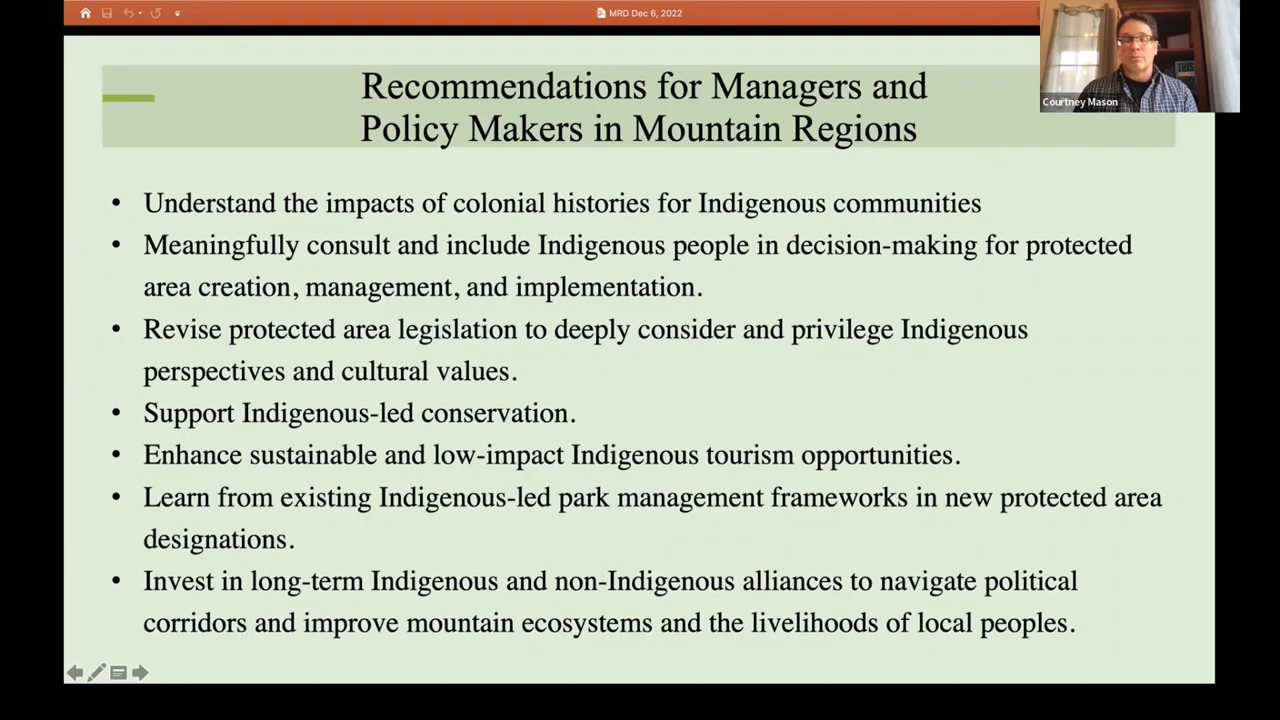 MRD Dec 6, 2022
Courtney Mason
Recommendations for Managers and
Policy Makers in Mountain Regions
• Understand the impacts of colonial histories for Indigenous communities
• Meaningfully consult and include Indigenous people in decision-making for protected
area creation, management, and implementation.
• Revise protected area legislation to deeply consider and privilege Indigenous
perspectives and cultural values.
• Support Indigenous-led conservation.
• Enhance sustainable and low-impact Indigenous tourism opportunities.
• Learn from existing Indigenous-led park management frameworks in new protected area
designations.
• Invest in long-term Indigenous and non-Indigenous alliances to navigate political
corridors and improve mountain ecosystems and the livelihoods of local peoples.